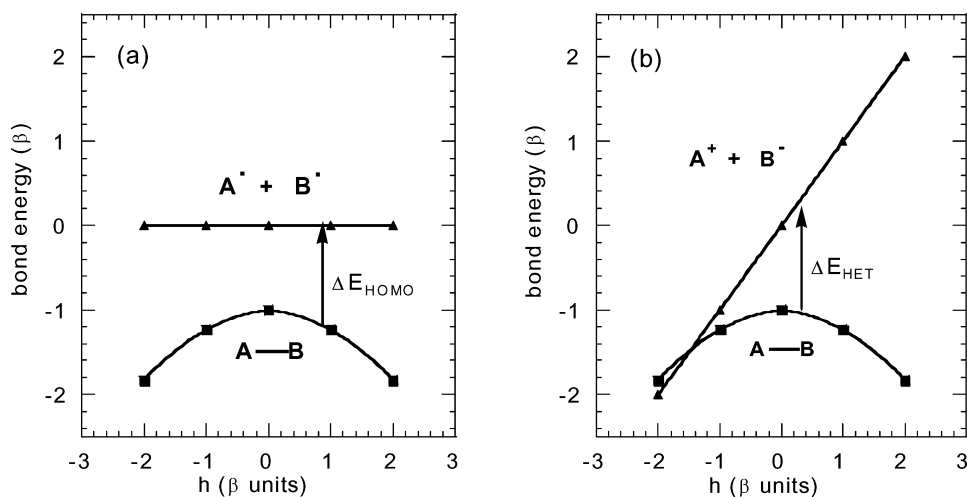 (a)
bond energy (β)
2
1
0
-1
-2
A· + B·
ΔE_HOMO
A—B
-3 -2 -1 0 1 2 3
h (β units)
(b)
bond energy (β)
2
1
0
-1
-2
A⁺ + B⁻
ΔE_HET
A—B
-3 -2 -1 0 1 2 3
h (β units)